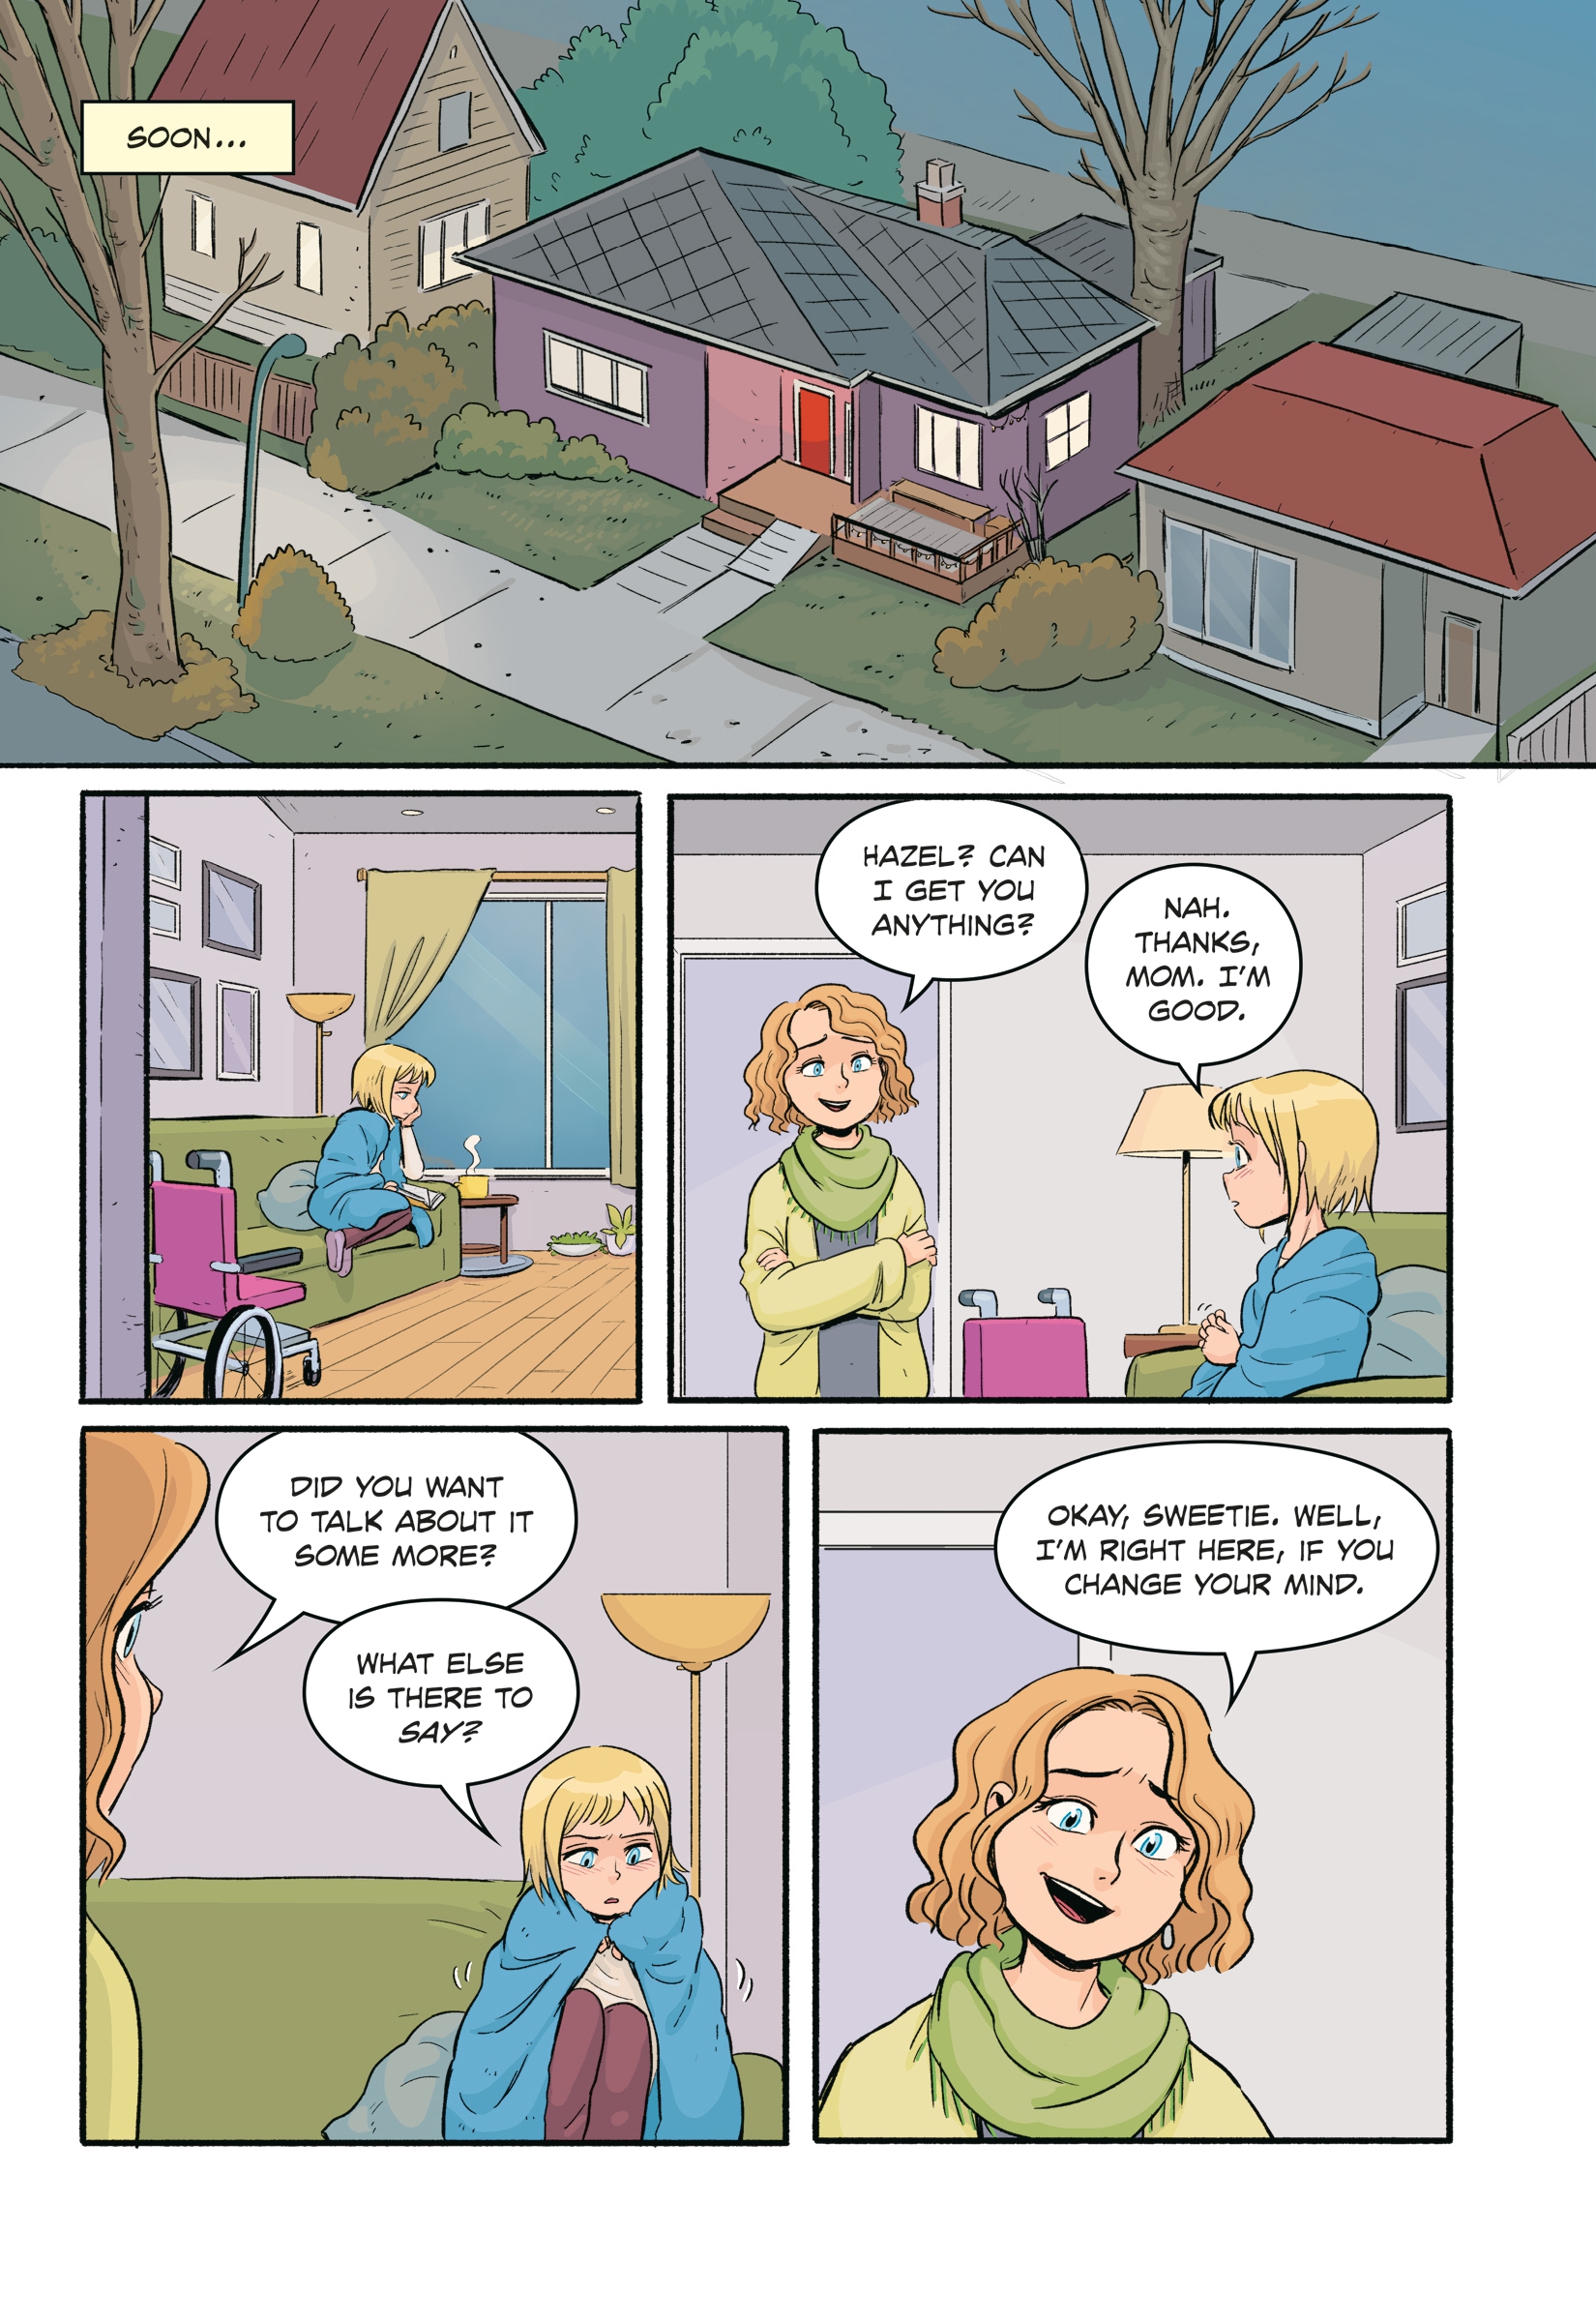 SOON...
HAZEL? CAN
I GET YOU
ANYTHING?
NAH.
THANKS,
MOM. I'M
GOOD.
DID YOU WANT
TO TALK ABOUT IT
SOME MORE?
WHAT ELSE
IS THERE TO
SAY?
OKAY, SWEETIE. WELL,
I'M RIGHT HERE, IF YOU
CHANGE YOUR MIND.